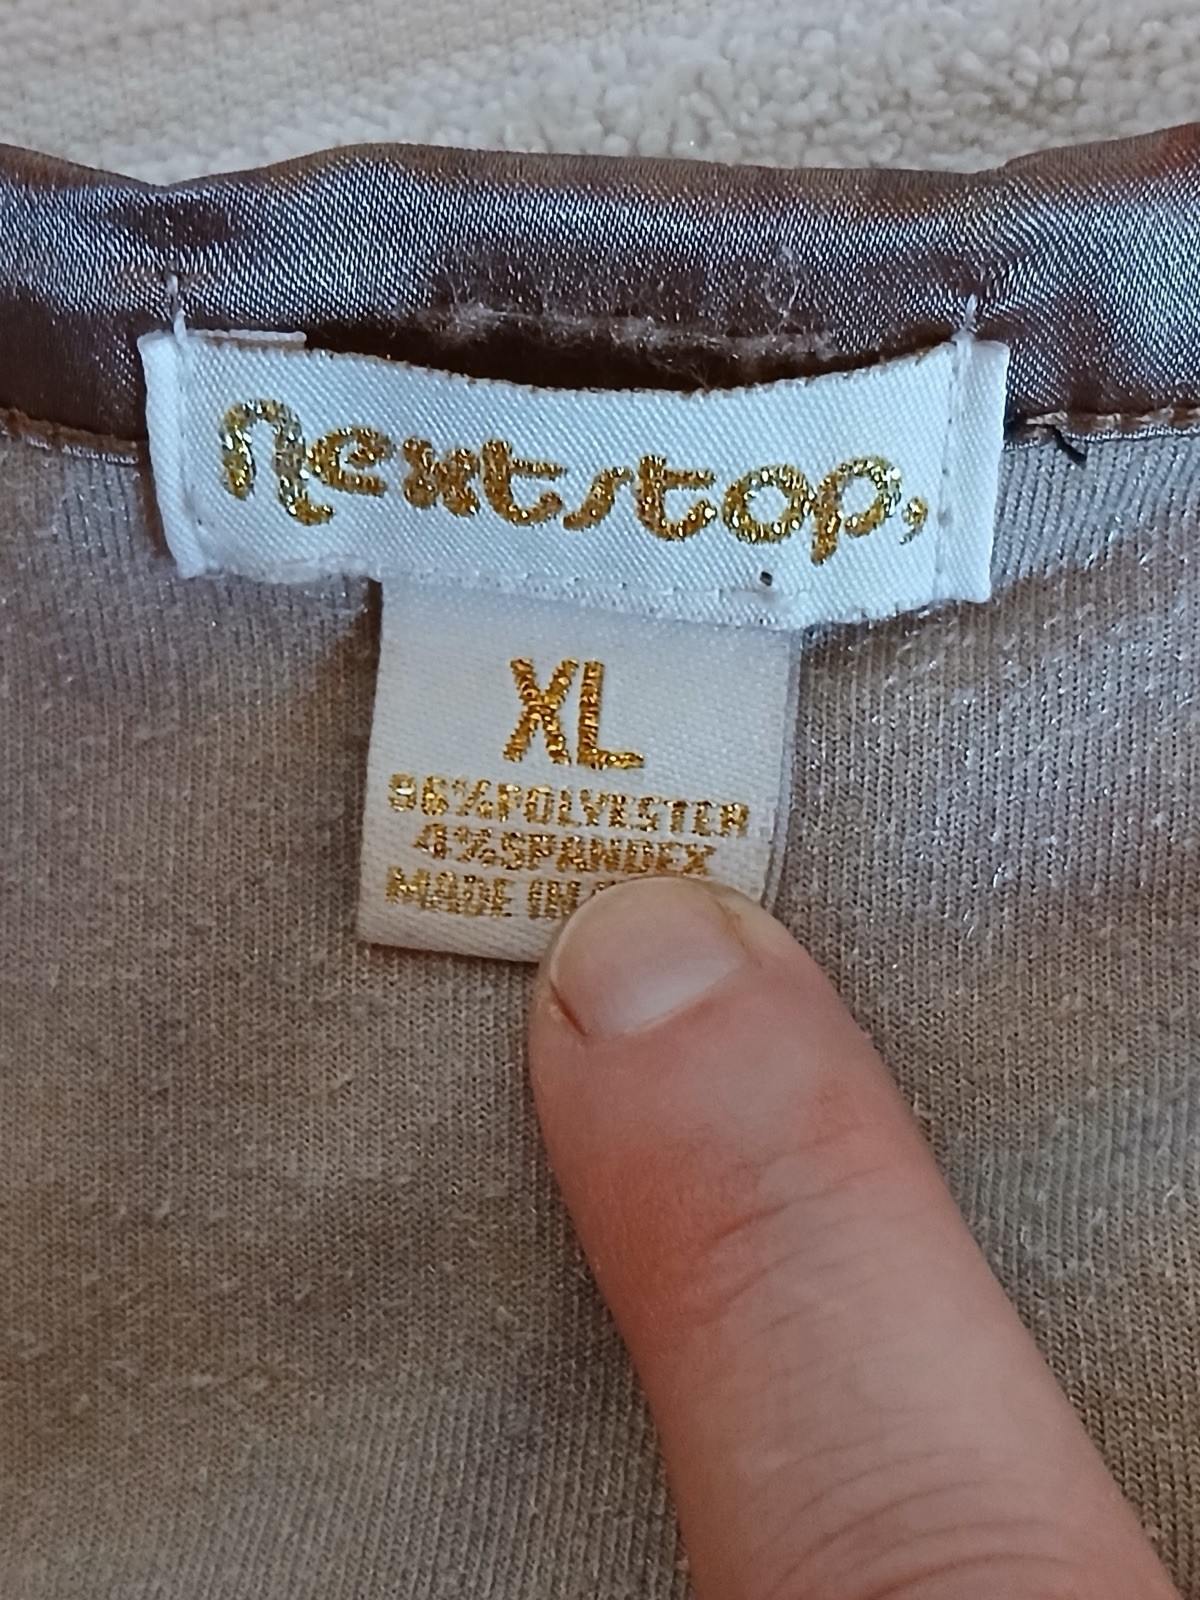 nextstop,
XL
96%POLYESTER
4%SPANDEX
MADE IN